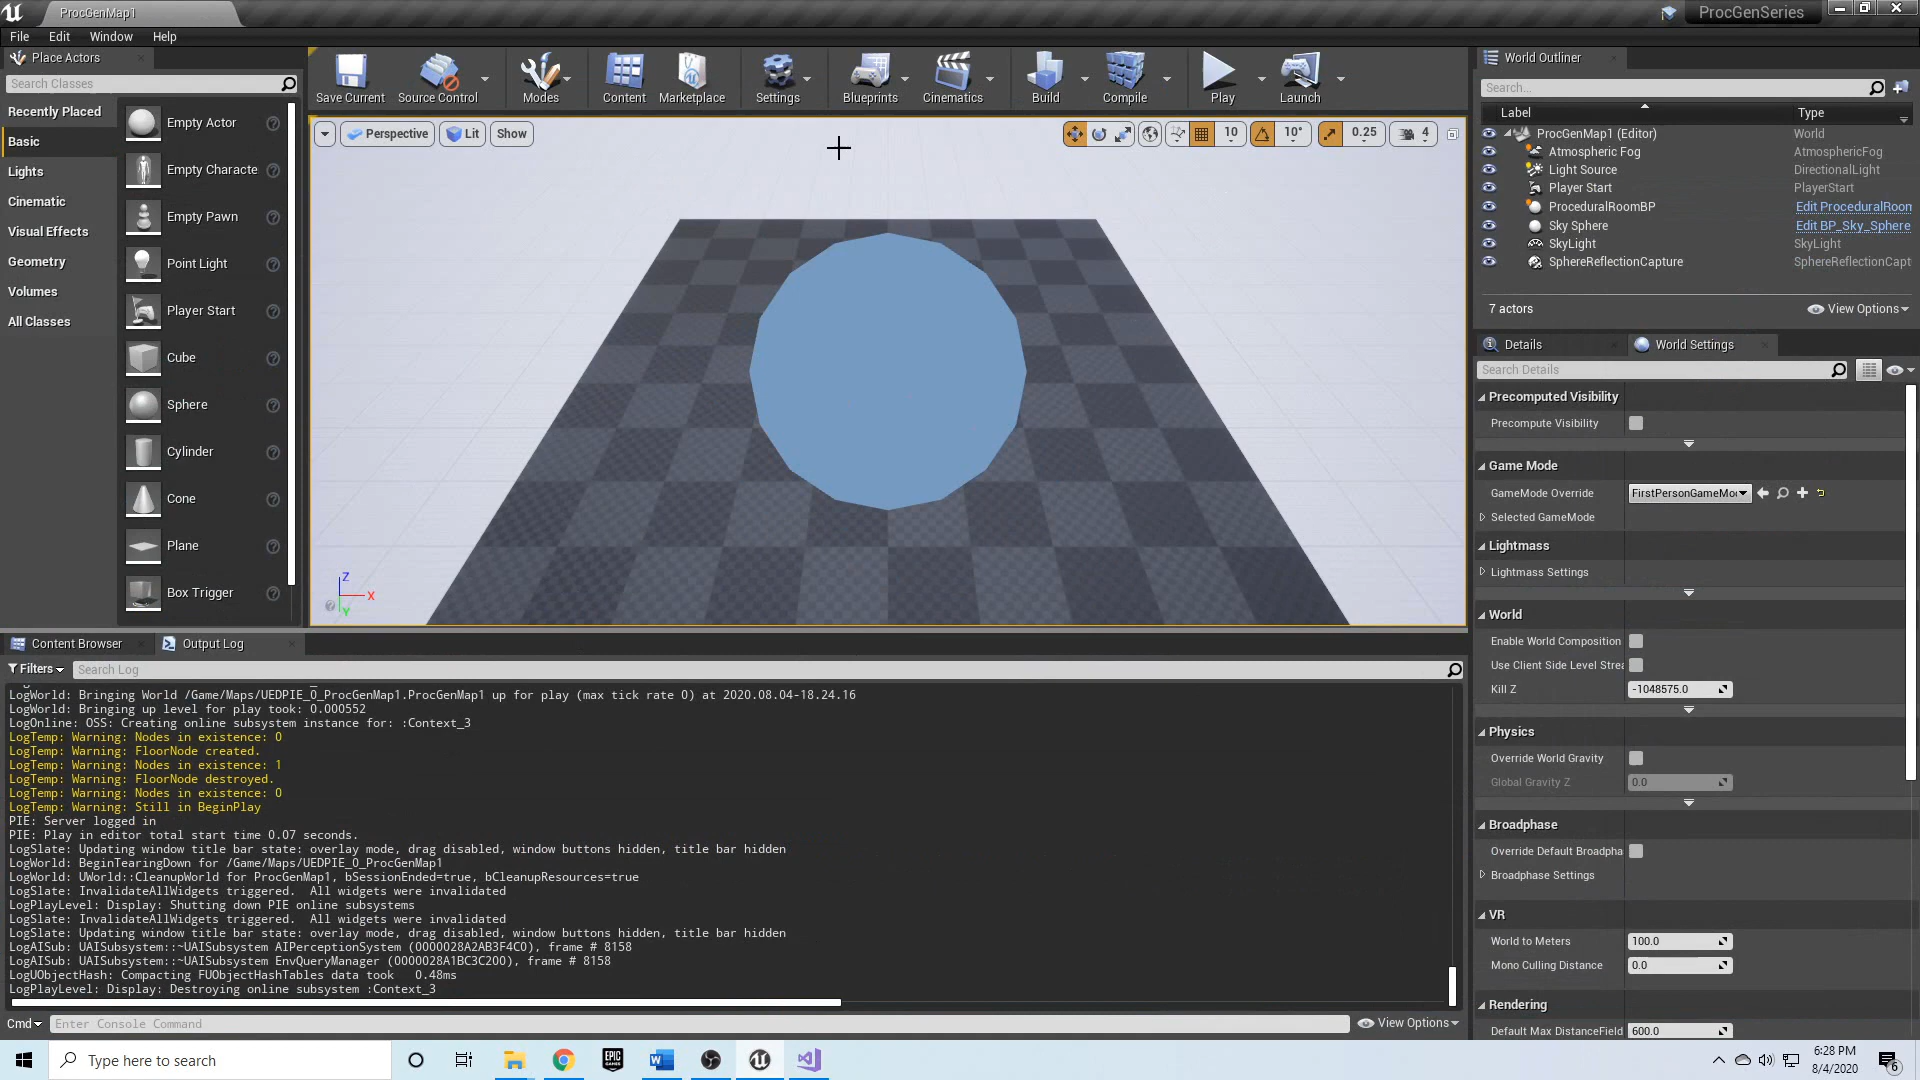 ProcGenMap1
ProcGenSeries
File Edit Window Help
Place Actors
Search Classes
Recently Placed
Basic
Lights
Cinematic
Visual Effects
Geometry
Volumes
All Classes
Empty Actor
Empty Characte
Empty Pawn
Point Light
Player Start
Cube
Sphere
Cylinder
Cone
Plane
Box Trigger
Save Current
Source Control
Modes
Content
Marketplace
Settings
Blueprints
Cinematics
Build
Compile
Play
Launch
Perspective Lit Show
10 10° 0.25 4
Z
X
Y
World Outliner
Search...
Label Type
ProcGenMap1 (Editor) World
Atmospheric Fog AtmosphericFog
Light Source DirectionalLight
Player Start PlayerStart
ProceduralRoomBP Edit ProceduralRoom
Sky Sphere Edit BP_Sky_Sphere
SkyLight SkyLight
SphereReflectionCapture SphereReflectionCapt
7 actors View Options
Details World Settings
Search Details
Precomputed Visibility
Precompute Visibility
Game Mode
GameMode Override FirstPersonGameMo
Selected GameMode
Lightmass
Lightmass Settings
World
Enable World Composition
Use Client Side Level Strea
Kill Z -1048575.0
Physics
Override World Gravity
Global Gravity Z 0.0
Broadphase
Override Default Broadpha
Broadphase Settings
VR
World to Meters 100.0
Mono Culling Distance 0.0
Rendering
Default Max DistanceField 600.0
Content Browser Output Log
Filters Search Log
LogWorld: Bringing World /Game/Maps/UEDPIE_0_ProcGenMap1.ProcGenMap1 up for play (max tick rate 0) at 2020.08.04-18.24.16
LogWorld: Bringing up level for play took: 0.000552
LogOnline: OSS: Creating online subsystem instance for: :Context_3
LogTemp: Warning: Nodes in existence: 0
LogTemp: Warning: FloorNode created.
LogTemp: Warning: Nodes in existence: 1
LogTemp: Warning: FloorNode destroyed.
LogTemp: Warning: Nodes in existence: 0
LogTemp: Warning: Still in BeginPlay
PIE: Server logged in
PIE: Play in editor total start time 0.07 seconds.
LogSlate: Updating window title bar state: overlay mode, drag disabled, window buttons hidden, title bar hidden
LogWorld: BeginTearingDown for /Game/Maps/UEDPIE_0_ProcGenMap1
LogWorld: UWorld::CleanupWorld for ProcGenMap1, bSessionEnded=true, bCleanupResources=true
LogSlate: InvalidateAllWidgets triggered.  All widgets were invalidated
LogPlayLevel: Display: Shutting down PIE online subsystems
LogSlate: InvalidateAllWidgets triggered.  All widgets were invalidated
LogSlate: Updating window title bar state: overlay mode, drag disabled, window buttons hidden, title bar hidden
LogAISub: UAISubsystem::~UAISubsystem AIPerceptionSystem (0000028A2AB3F4C0), frame # 8158
LogAISub: UAISubsystem::~UAISubsystem EnvQueryManager (0000028A1BC3C200), frame # 8158
LogUObjectHash: Compacting FUObjectHashTables data took   0.48ms
LogPlayLevel: Display: Destroying online subsystem :Context_3
Cmd Enter Console Command View Options
Type here to search
EPIC GAMES
6:28 PM
8/4/2020
6